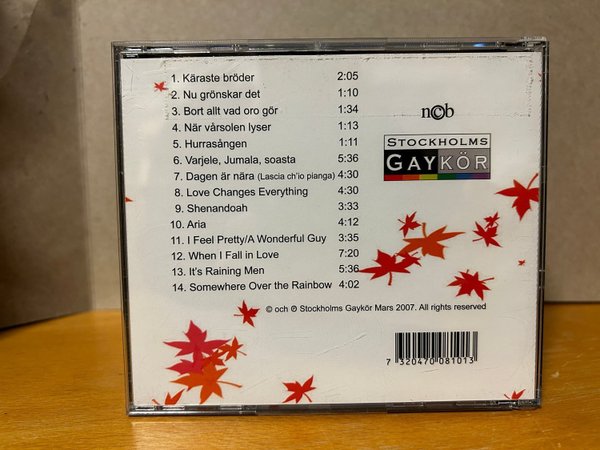 1. Käraste bröder 2:05
2. Nu grönskar det 1:10
3. Bort allt vad oro gör 1:34
4. När vårsolen lyser 1:13
5. Hurrasången 1:11
6. Varjele, Jumala, soasta 5:36
7. Dagen är nära (Lascia ch'io pianga) 4:30
8. Love Changes Everything 4:30
9. Shenandoah 3:33
10. Aria 4:12
11. I Feel Pretty/A Wonderful Guy 3:35
12. When I Fall in Love 7:20
13. It's Raining Men 5:36
14. Somewhere Over the Rainbow 4:02
ncb
STOCKHOLMS
GAYKÖR
© och ℗ Stockholms Gaykör Mars 2007. All rights reserved
7 320470 081013